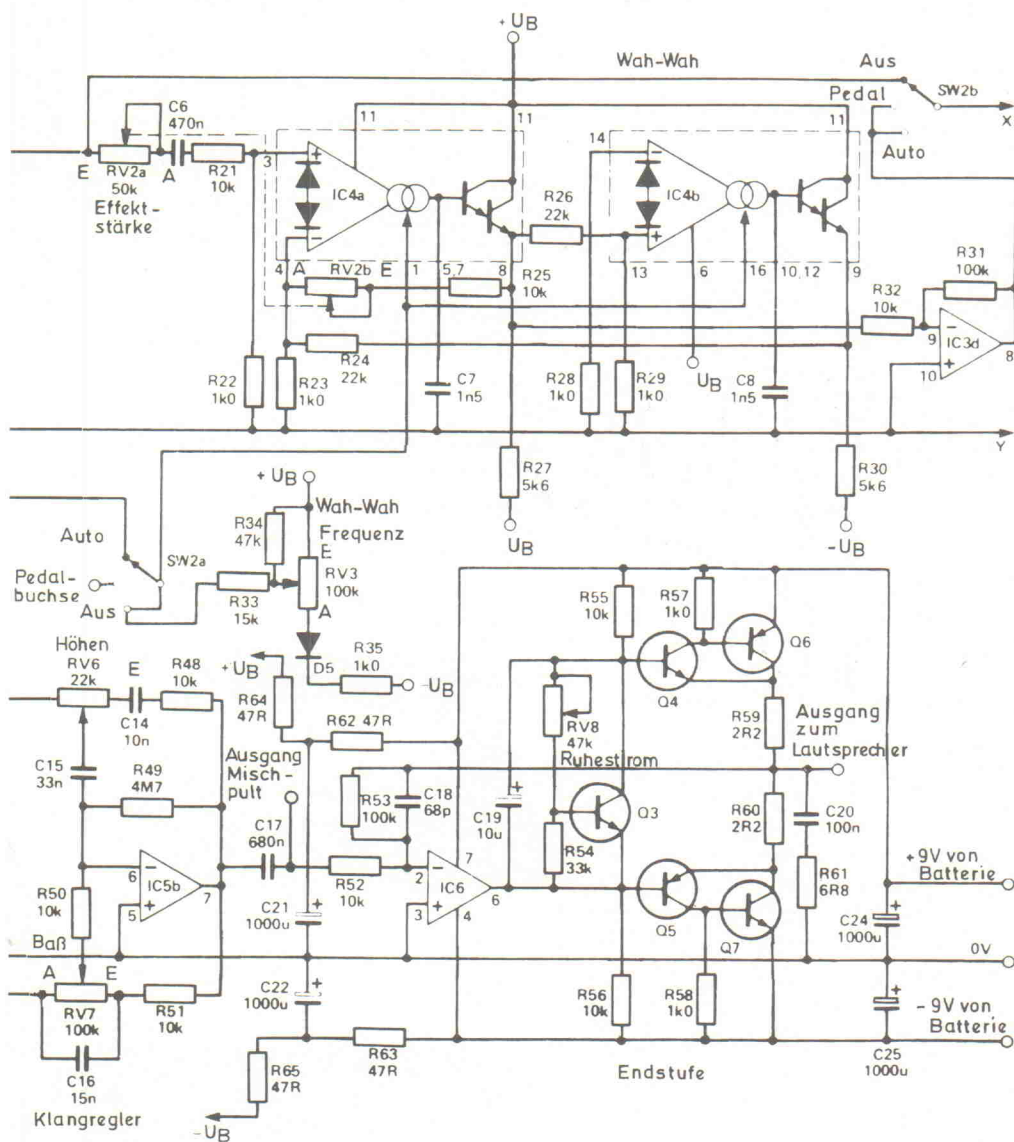 +UB
Wah-Wah
Aus
Pedal
SW2b
X
Auto
C6
470n
E
RV2a
50k
A
R21
10k
Effekt-
stärke
3
+
11
IC4a
-
11
14
-
IC4b
+
11
R26
22k
4
A
RV2b
E
1
5,7
8
R25
10k
13
6
16
10,12
9
R31
100k
R32
10k
-
9
IC3d
8
+
10
R24
22k
R22
1k0
R23
1k0
C7
1n5
R28
1k0
R29
1k0
UB
C8
1n5
Y
R27
5k6
UB
R30
5k6
-UB
+UB
Wah-Wah
Frequenz
R34
47k
E
RV3
100k
A
Auto
SW2a
Pedal-
buchse
Aus
R33
15k
D5
R35
1k0
-UB
+UB
R64
47R
R62 47R
Höhen
RV6
22k
E
C14
10n
R48
10k
C15
33n
R49
4M7
Ausgang
Misch-
pult
R53
100k
C18
68p
C17
680n
R52
10k
6
-
IC5b
7
5
+
R50
10k
Baß
A
E
RV7
100k
R51
10k
C16
15n
Klangregler
C21
1000u
+
C22
1000u
+
R65
47R
-UB
R63
47R
2
-
IC6
7
6
3
+
4
C19
10u
+
R55
10k
RV8
47k
Ruhestrom
Q3
R54
33k
R56
10k
R57
1k0
Q4
Q6
Q5
Q7
R58
1k0
R59
2R2
R60
2R2
Ausgang
zum
Lautsprecher
C20
100n
R61
6R8
+9V von
Batterie
+
C24
1000u
0V
+
-9V von
Batterie
C25
1000u
Endstufe